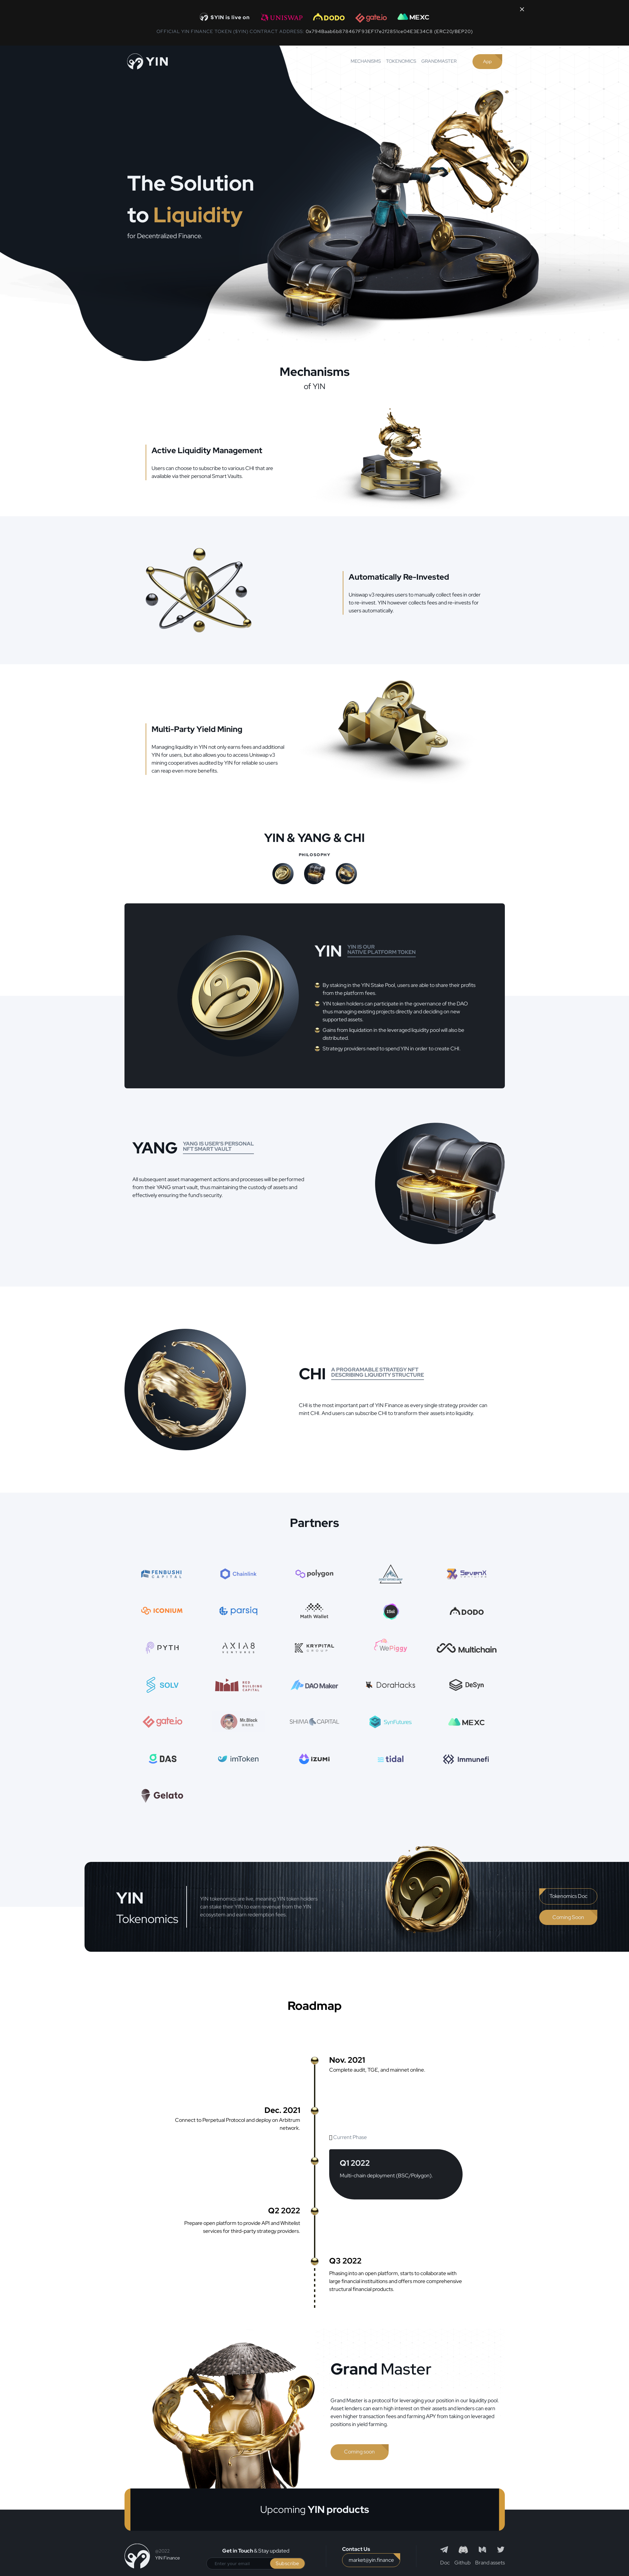 $YIN is live on
UNISWAP
DODO
gate.io
MEXC
OFFICIAL YIN FINANCE TOKEN ($YIN) CONTRACT ADDRESS:
(ERC20/BEP20)
YIN
MECHANISMS
TOKENOMICS
GRANDMASTER
App
The Solution
to Liquidity
for Decentralized Finance.
Mechanisms
of YIN
Active Liquidity Management
Users can choose to subscribe to various CHI that are
available via their personal Smart Vaults.
Automatically Re-Invested
Uniswap v3 requires users to manually collect fees in order
to re-invest. YIN however collects fees and re-invests for
users automatically.
Multi-Party Yield Mining
Managing liquidity in YIN not only earns fees and additional
YIN for users, but also allows you to access Uniswap v3
mining cooperatives audited by YIN for reliable so users
can reap even more benefits.
YIN & YANG & CHI
PHILOSOPHY
YIN
YIN IS OUR
NATIVE PLATFORM TOKEN
By staking in the YIN Stake Pool, users are able to share their profits
from the platform fees.
YIN token holders can participate in the governance of the DAO
thus managing existing projects directly and deciding on new
supported assets.
Gains from liquidation in the leveraged liquidity pool will also be
distributed.
Strategy providers need to spend YIN in order to create CHI.
YANG
YANG IS USER'S PERSONAL
NFT SMART VAULT
All subsequent asset management actions and processes will be performed
from their YANG smart vault, thus maintaining the custody of assets and
effectively ensuring the fund's security.
CHI
A PROGRAMABLE STRATEGY NFT
DESCRIBING LIQUIDITY STRUCTURE
CHI is the most important part of YIN Finance as every single strategy provider can
mint CHI. And users can subscribe CHI to transform their assets into liquidity.
Partners
FENBUSHI
CAPITAL
Chainlink
polygon
SevenX
ICONIUM
parsiq
Math Wallet
DODO
PYTH
AXIA8
VENTURES
KRYPITAL
GROUP
WePiggy
Multichain
SOLV
RED
BUILDING
CAPITAL
DAO Maker
DoraHacks
DeSyn
gate.io
Mr.Block
SHIMA CAPITAL
SynFutures
MEXC
DAS
imToken
iZUMi
tidal
Immunefi
Gelato
YIN
Tokenomics
YIN tokenomics are live, meaning YIN token holders
can stake their YIN to earn revenue from the YIN
ecosystem and earn redemption fees.
Tokenomics Doc
Coming Soon
Roadmap
Nov. 2021
Complete audit, TGE, and mainnet online.
Dec. 2021
Connect to Perpetual Protocol and deploy on Arbitrum
network.
Current Phase
Q1 2022
Multi-chain deployment (BSC/Polygon).
Q2 2022
Prepare open platform to provide API and Whitelist
services for third-party strategy providers.
Q3 2022
Phasing into an open platform, starts to collaborate with
large financial instituitions and offers more comprehensive
structural financial products.
Grand Master
Grand Master is a protocol for leveraging your position in our liquidity pool.
Asset lenders can earn high interest on their assets and lenders can earn
even higher transaction fees and farming APY from taking on leveraged
positions in yield farming.
Coming soon
Upcoming YIN products
©2022
YIN Finance
Get in Touch & Stay updated
Enter your email
Subscribe
Contact Us
market@yin.finance
Doc
Github
Brand assets